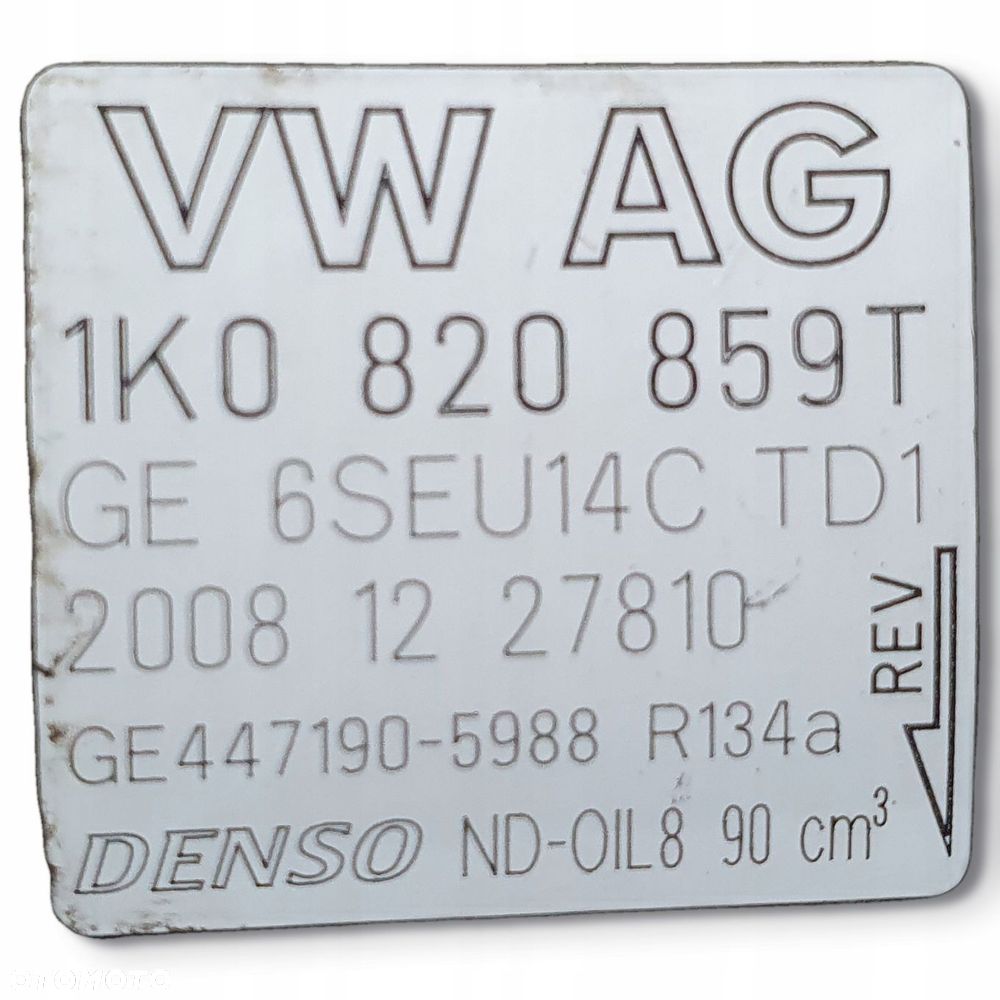 VW AG
1K0 820 859T
GE 6SEU14C TD1
2008 12 27810
REV
GE447190-5988 R134a
DENSO ND-OIL8 90 cm³
OTOMOTO